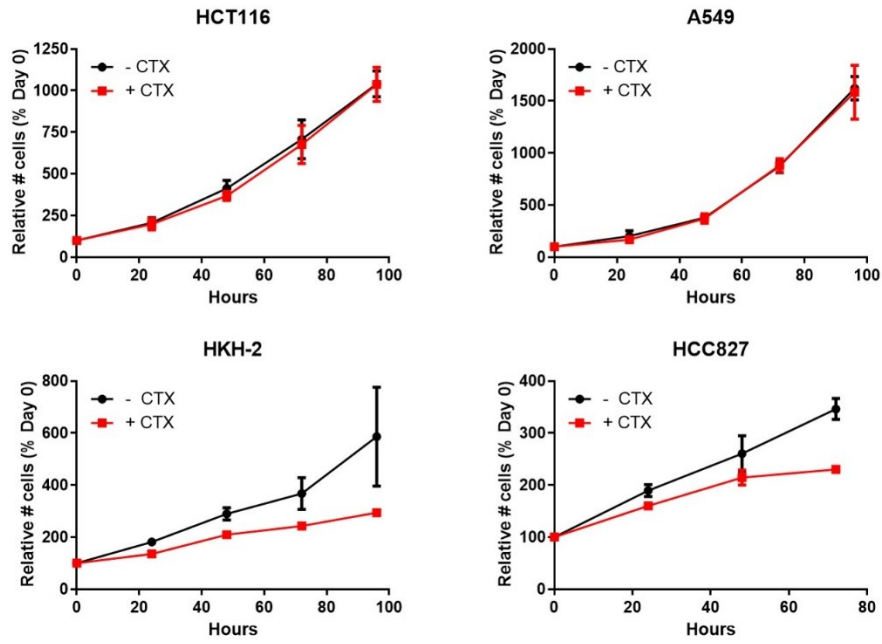 HCT116
Relative # cells (% Day 0)
1250
1000
750
500
250
0
- CTX
+ CTX
0 20 40 60 80 100
Hours
A549
Relative # cells (% Day 0)
2000
1500
1000
500
0
- CTX
+ CTX
0 20 40 60 80 100
Hours
HKH-2
Relative # cells (% Day 0)
800
600
400
200
0
- CTX
+ CTX
0 20 40 60 80 100
Hours
HCC827
Relative # cells (% Day 0)
400
300
200
100
0
- CTX
+ CTX
0 20 40 60 80
Hours